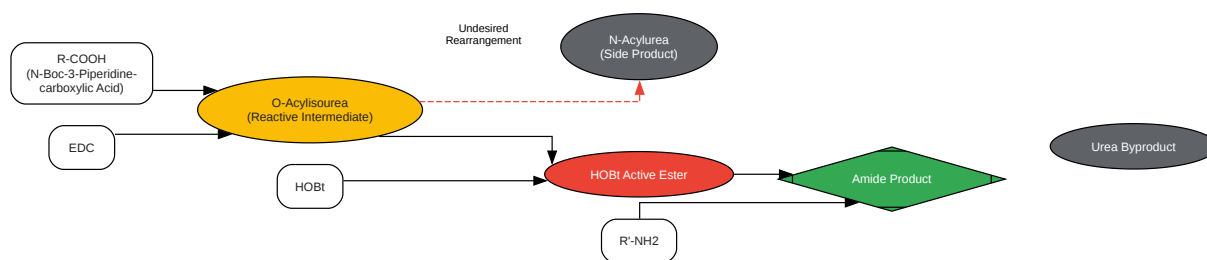 Undesired
Rearrangement
N-Acylurea
(Side Product)
R-COOH
(N-Boc-3-Piperidine-
carboxylic Acid)
O-Acylisourea
(Reactive Intermediate)
EDC
Urea Byproduct
HOBt
HOBt Active Ester
Amide Product
R'-NH2